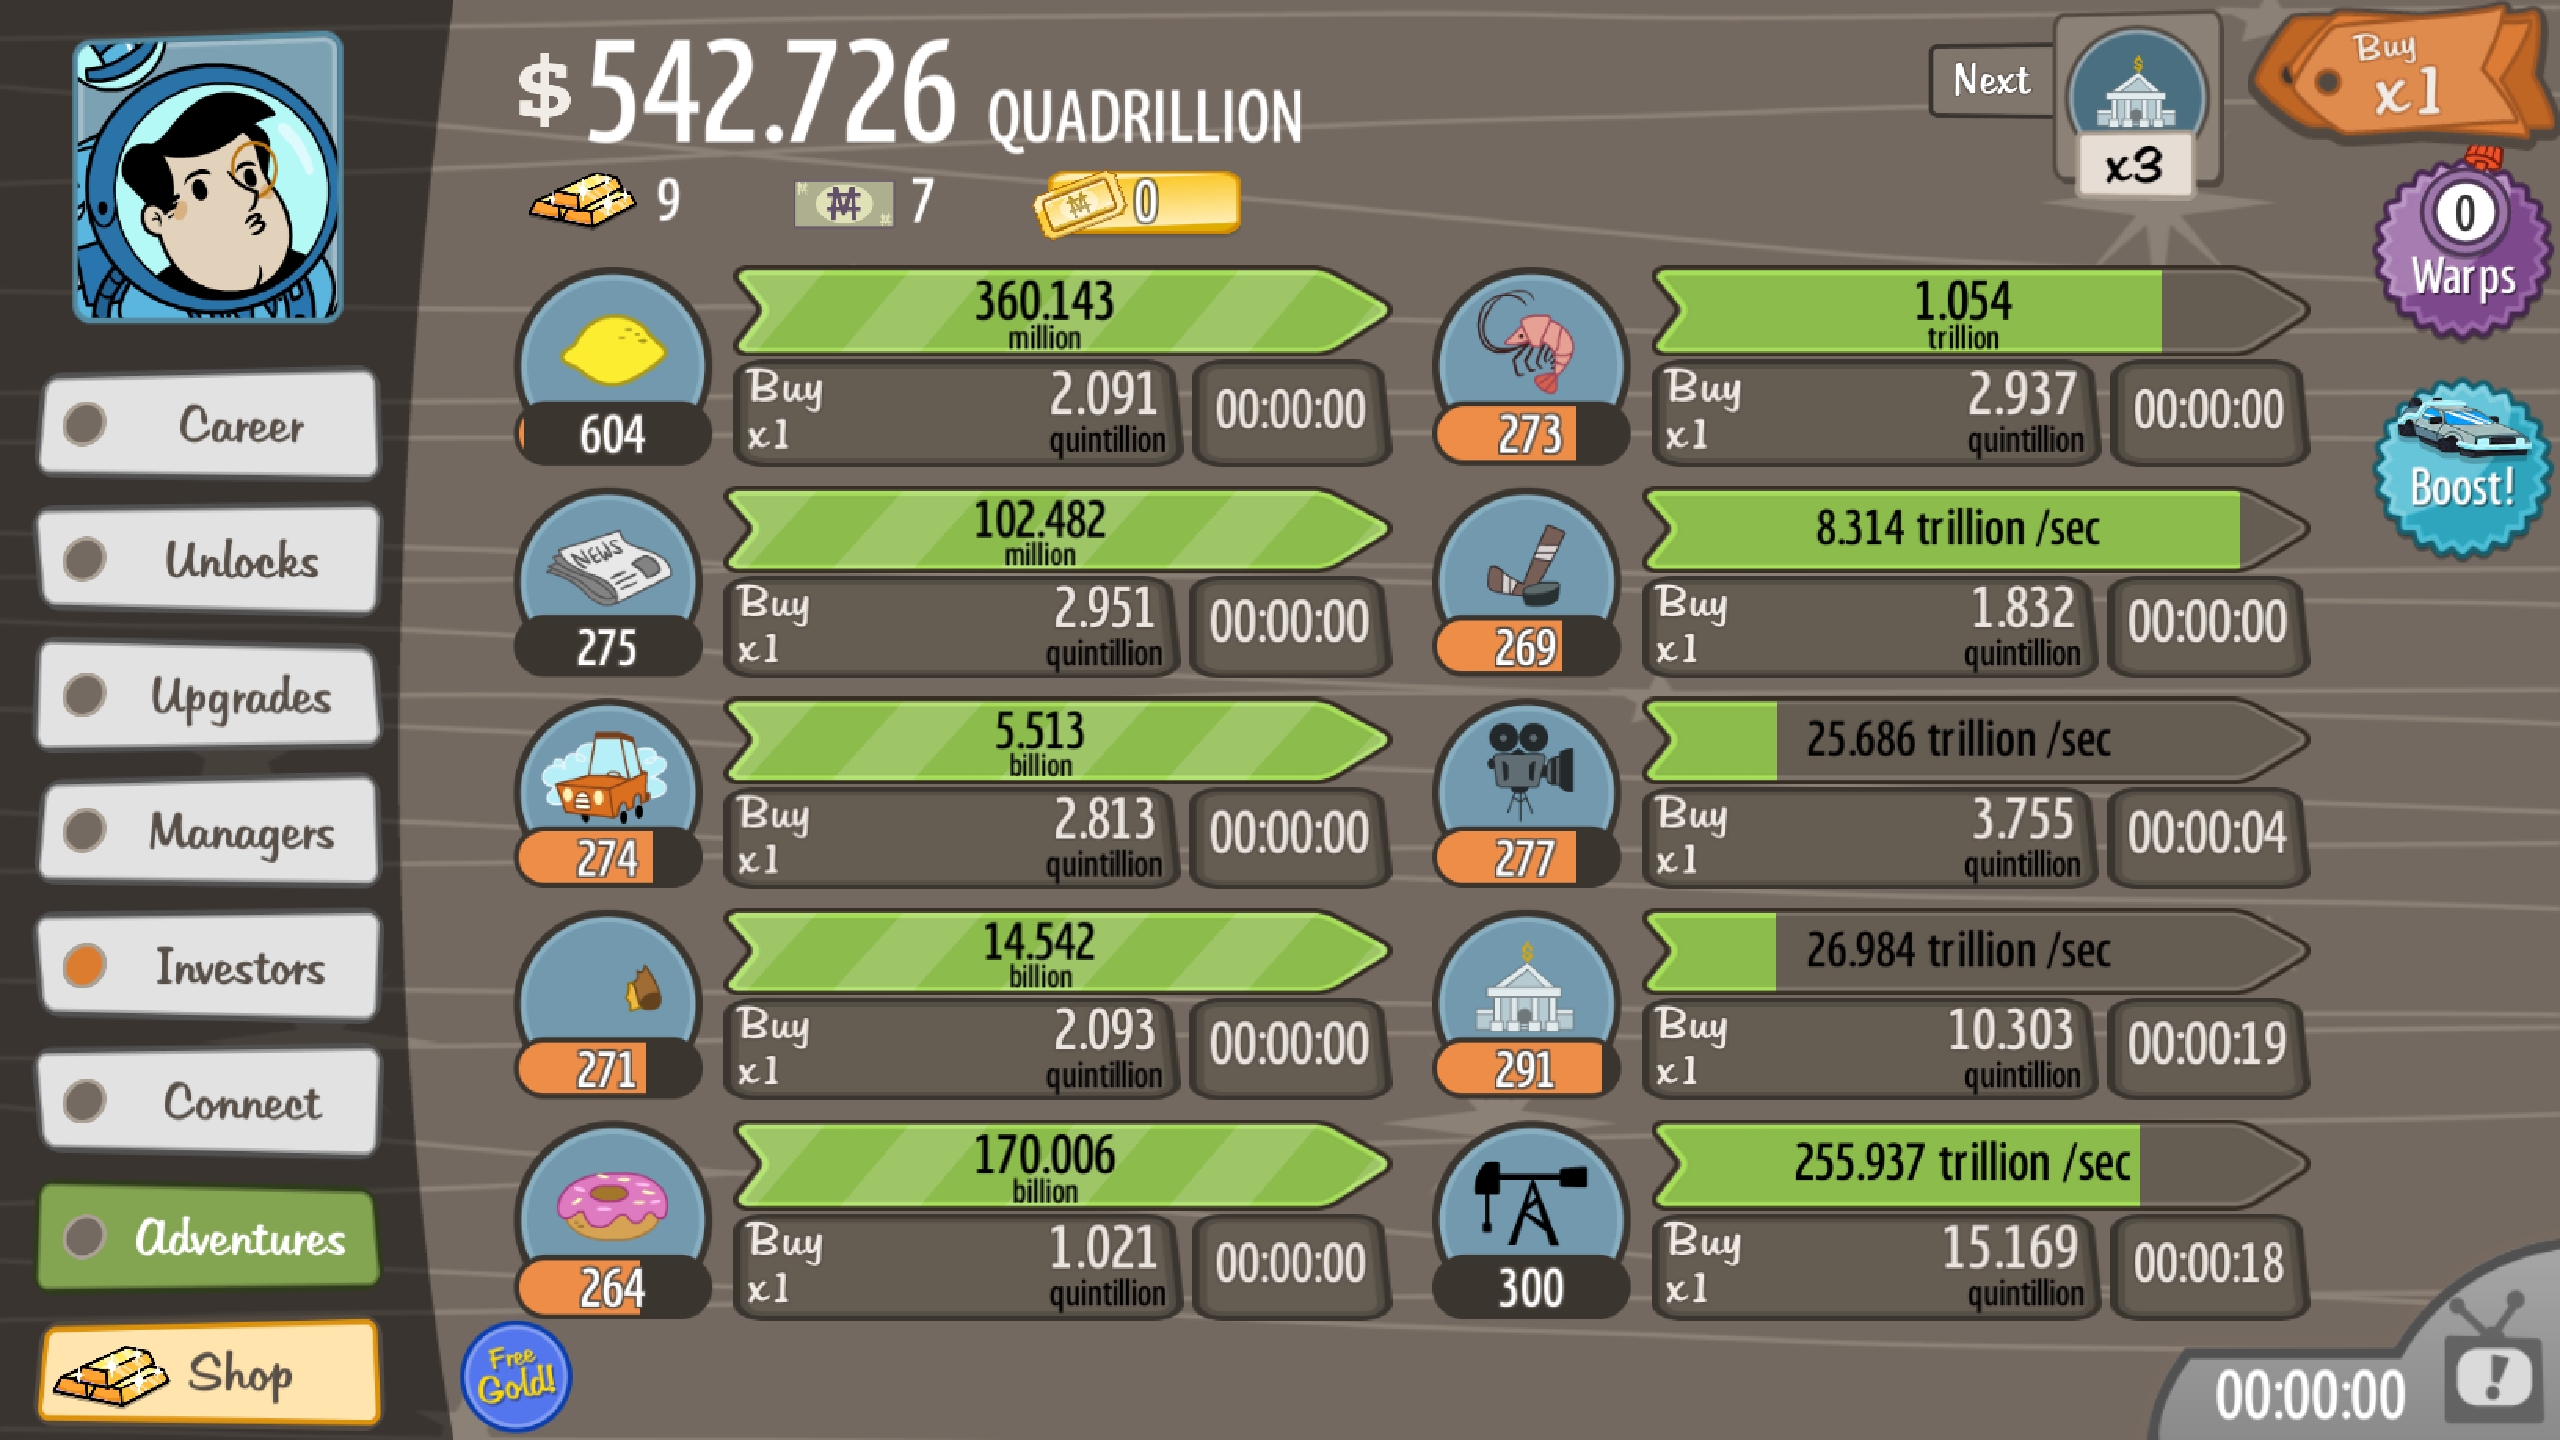 $542.726 QUADRILLION
Next
x3
Buy
x1
9
7
0
0
Warps
Boost!
Career
Unlocks
Upgrades
Managers
Investors
Connect
Adventures
Shop
604
360.143
million
Buy
x1
2.091
quintillion
00:00:00
NEWS
275
102.482
million
Buy
x1
2.951
quintillion
00:00:00
274
5.513
billion
Buy
x1
2.813
quintillion
00:00:00
271
14.542
billion
Buy
x1
2.093
quintillion
00:00:00
264
170.006
billion
Buy
x1
1.021
quintillion
00:00:00
273
1.054
trillion
Buy
x1
2.937
quintillion
00:00:00
269
8.314 trillion /sec
Buy
x1
1.832
quintillion
00:00:00
277
25.686 trillion /sec
Buy
x1
3.755
quintillion
00:00:04
291
26.984 trillion /sec
Buy
x1
10.303
quintillion
00:00:19
300
255.937 trillion /sec
Buy
x1
15.169
quintillion
00:00:18
Free
Gold!
00:00:00
!